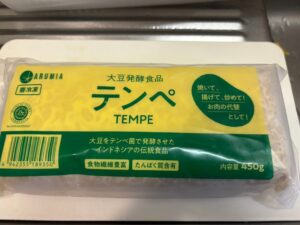 ARUMIA
要冷凍
大豆発酵食品
テンペ
TEMPE
焼いて、
揚げて、炒めて!
お肉の代替
として!
大豆をテンペ菌で発酵させた
インドネシアの伝統食品
食物繊維豊富
たんぱく質含有
内容量 450g